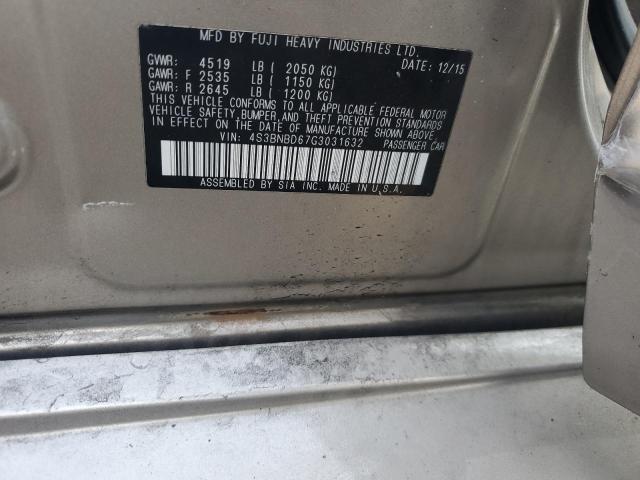 MFD BY FUJI HEAVY INDUSTRIES LTD.
GVWR: 4519 LB ( 2050 KG) DATE: 12/15
GAWR: F 2535 LB ( 1150 KG)
GAWR: R 2645 LB ( 1200 KG)
THIS VEHICLE CONFORMS TO ALL APPLICABLE FEDERAL MOTOR
VEHICLE SAFETY,BUMPER,AND THEFT PREVENTION STANDARDS
IN EFFECT ON THE DATE OF MANUFACTURE SHOWN ABOVE.
VIN: 4S3BNBD67G3031632 PASSENGER CAR
ASSEMBLED BY SIA INC. MADE IN U.S.A.